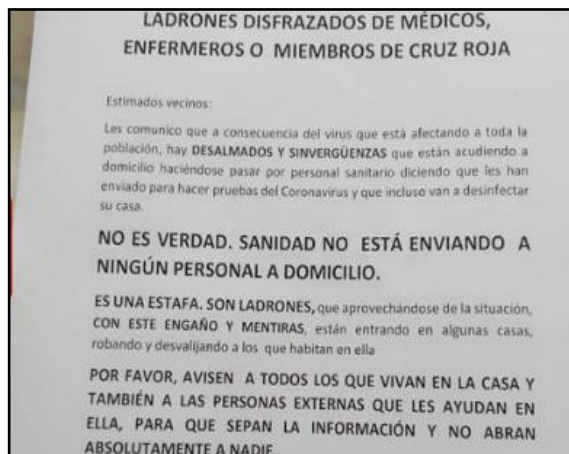 LADRONES DISFRAZADOS DE MÉDICOS,
ENFERMEROS O MIEMBROS DE CRUZ ROJA
Estimados vecinos:
Les comunico que a consecuencia del virus que está afectando a toda la
población, hay DESALMADOS Y SINVERGÜENZAS que están acudiendo a
domicilio haciéndose pasar por personal sanitario diciendo que les han
enviado para hacer pruebas del Coronavirus y que incluso van a desinfectar
su casa.
NO ES VERDAD. SANIDAD NO ESTÁ ENVIANDO A
NINGÚN PERSONAL A DOMICILIO.
ES UNA ESTAFA. SON LADRONES, que aprovechándose de la situación,
CON ESTE ENGAÑO Y MENTIRAS, están entrando en algunas casas,
robando y desvalijando a los que habitan en ella
POR FAVOR, AVISEN A TODOS LOS QUE VIVAN EN LA CASA Y
TAMBIÉN A LAS PERSONAS EXTERNAS QUE LES AYUDAN EN
ELLA, PARA QUE SEPAN LA INFORMACIÓN Y NO ABRAN
ABSOLUTAMENTE A NADIE